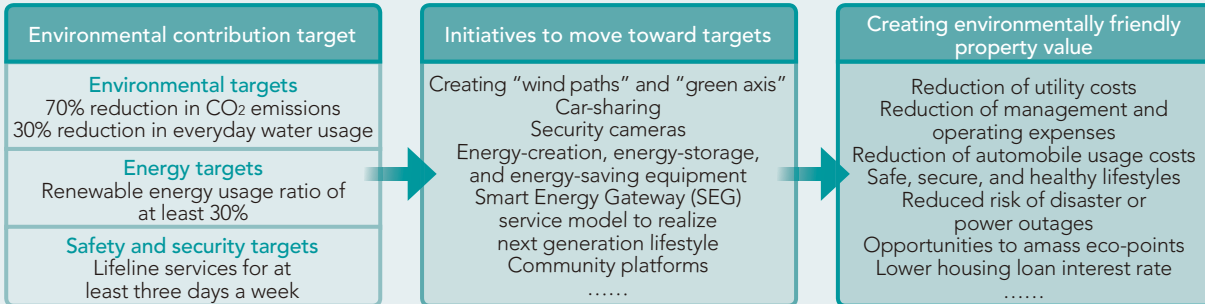 Environmental contribution target
Environmental targets
70% reduction in CO2 emissions
30% reduction in everyday water usage
Energy targets
Renewable energy usage ratio of
at least 30%
Safety and security targets
Lifeline services for at
least three days a week
Initiatives to move toward targets
Creating “wind paths” and “green axis”
Car-sharing
Security cameras
Energy-creation, energy-storage,
and energy-saving equipment
Smart Energy Gateway (SEG)
service model to realize
next generation lifestyle
Community platforms
……
Creating environmentally friendly
property value
Reduction of utility costs
Reduction of management and
operating expenses
Reduction of automobile usage costs
Safe, secure, and healthy lifestyles
Reduced risk of disaster or
power outages
Opportunities to amass eco-points
Lower housing loan interest rate
……